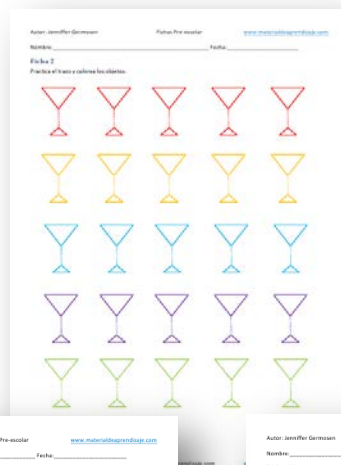 Autor: Jenniffer Germosen Fichas Pre-escolar www.materialdeaprendizaje.com
Nombre: Fecha:
Ficha 2
Practica el trazo y colorea los objetos.
Pre-escolar www.materialdeaprendizaje.com
Fecha:
Autor: Jenniffer Germosen
Nombre: